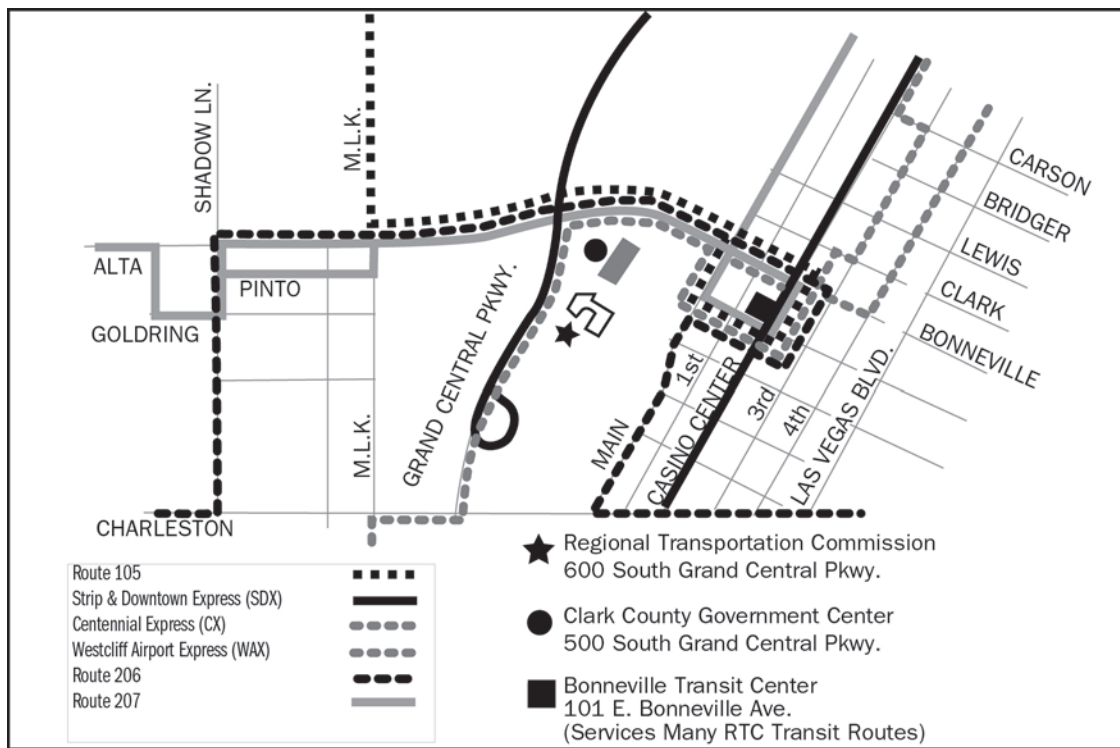 SHADOW LN.
M.L.K.
CARSON
BRIDGER
LEWIS
CLARK
BONNEVILLE
ALTA
PINTO
GOLDRING
GRAND CENTRAL PKWY.
M.L.K.
MAIN
1st
CASINO CENTER
3rd
4th
LAS VEGAS BLVD.
CHARLESTON
Route 105
Strip & Downtown Express (SDX)
Centennial Express (CX)
Westcliff Airport Express (WAX)
Route 206
Route 207
Regional Transportation Commission
600 South Grand Central Pkwy.
Clark County Government Center
500 South Grand Central Pkwy.
Bonneville Transit Center
101 E. Bonneville Ave.
(Services Many RTC Transit Routes)